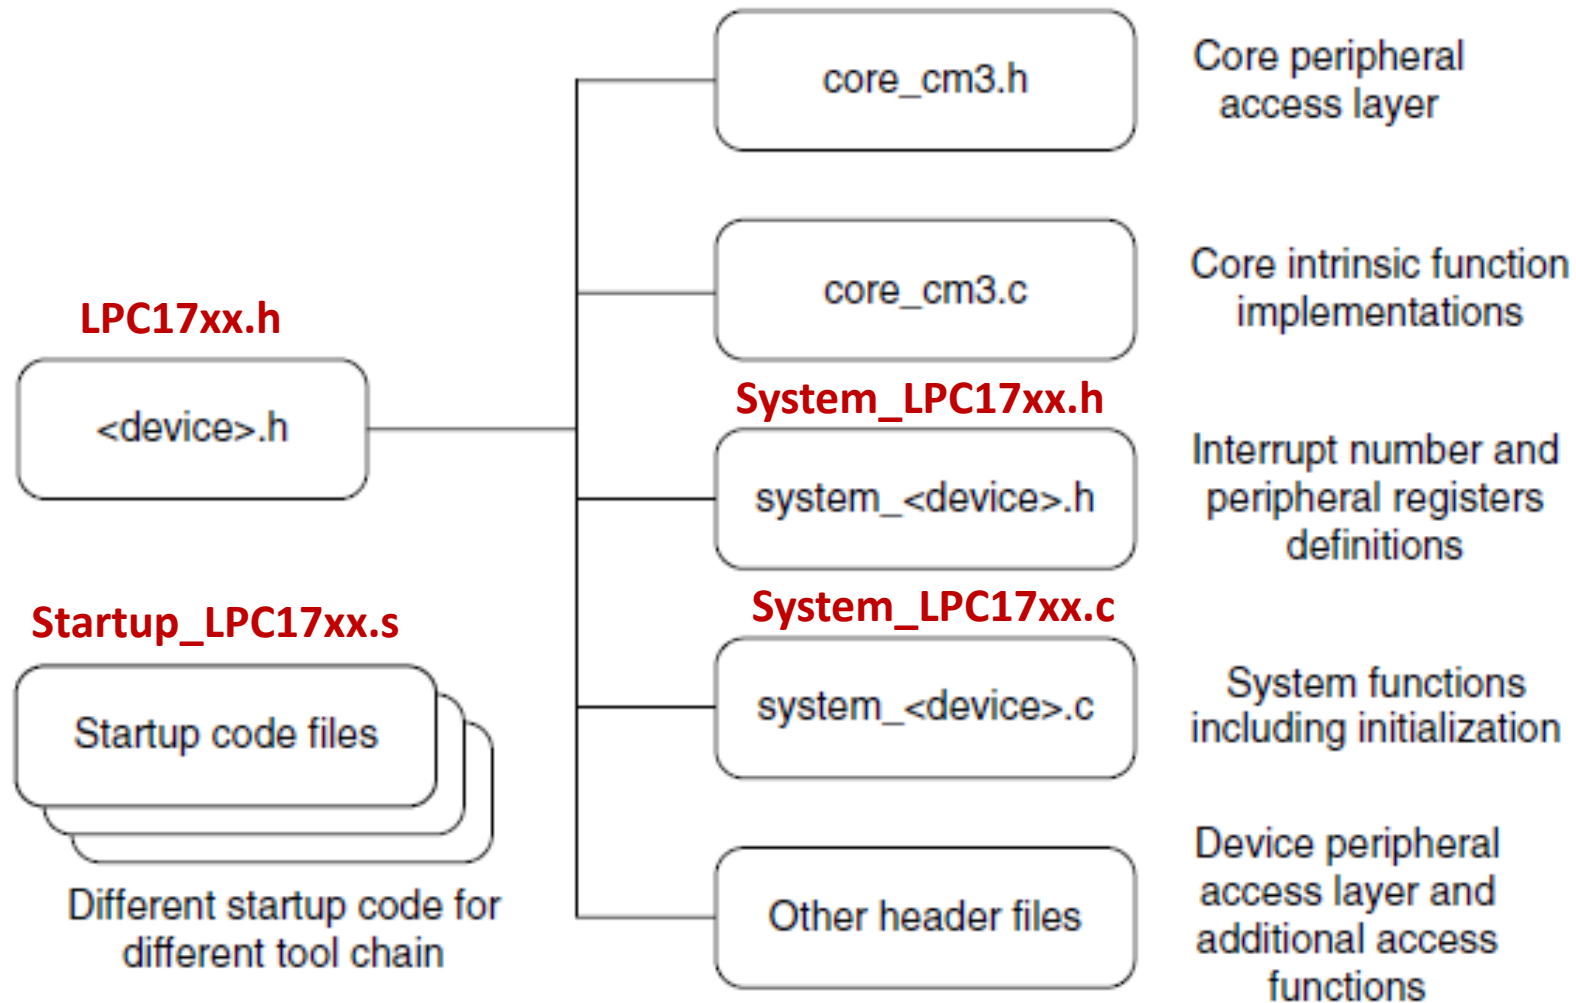 core_cm3.h
Core peripheral
access layer
core_cm3.c
Core intrinsic function
implementations
LPC17xx.h
<device>.h
System_LPC17xx.h
system_<device>.h
Interrupt number and
peripheral registers
definitions
System_LPC17xx.c
system_<device>.c
System functions
including initialization
Startup_LPC17xx.s
Startup code files
Different startup code for
different tool chain
Other header files
Device peripheral
access layer and
additional access
functions